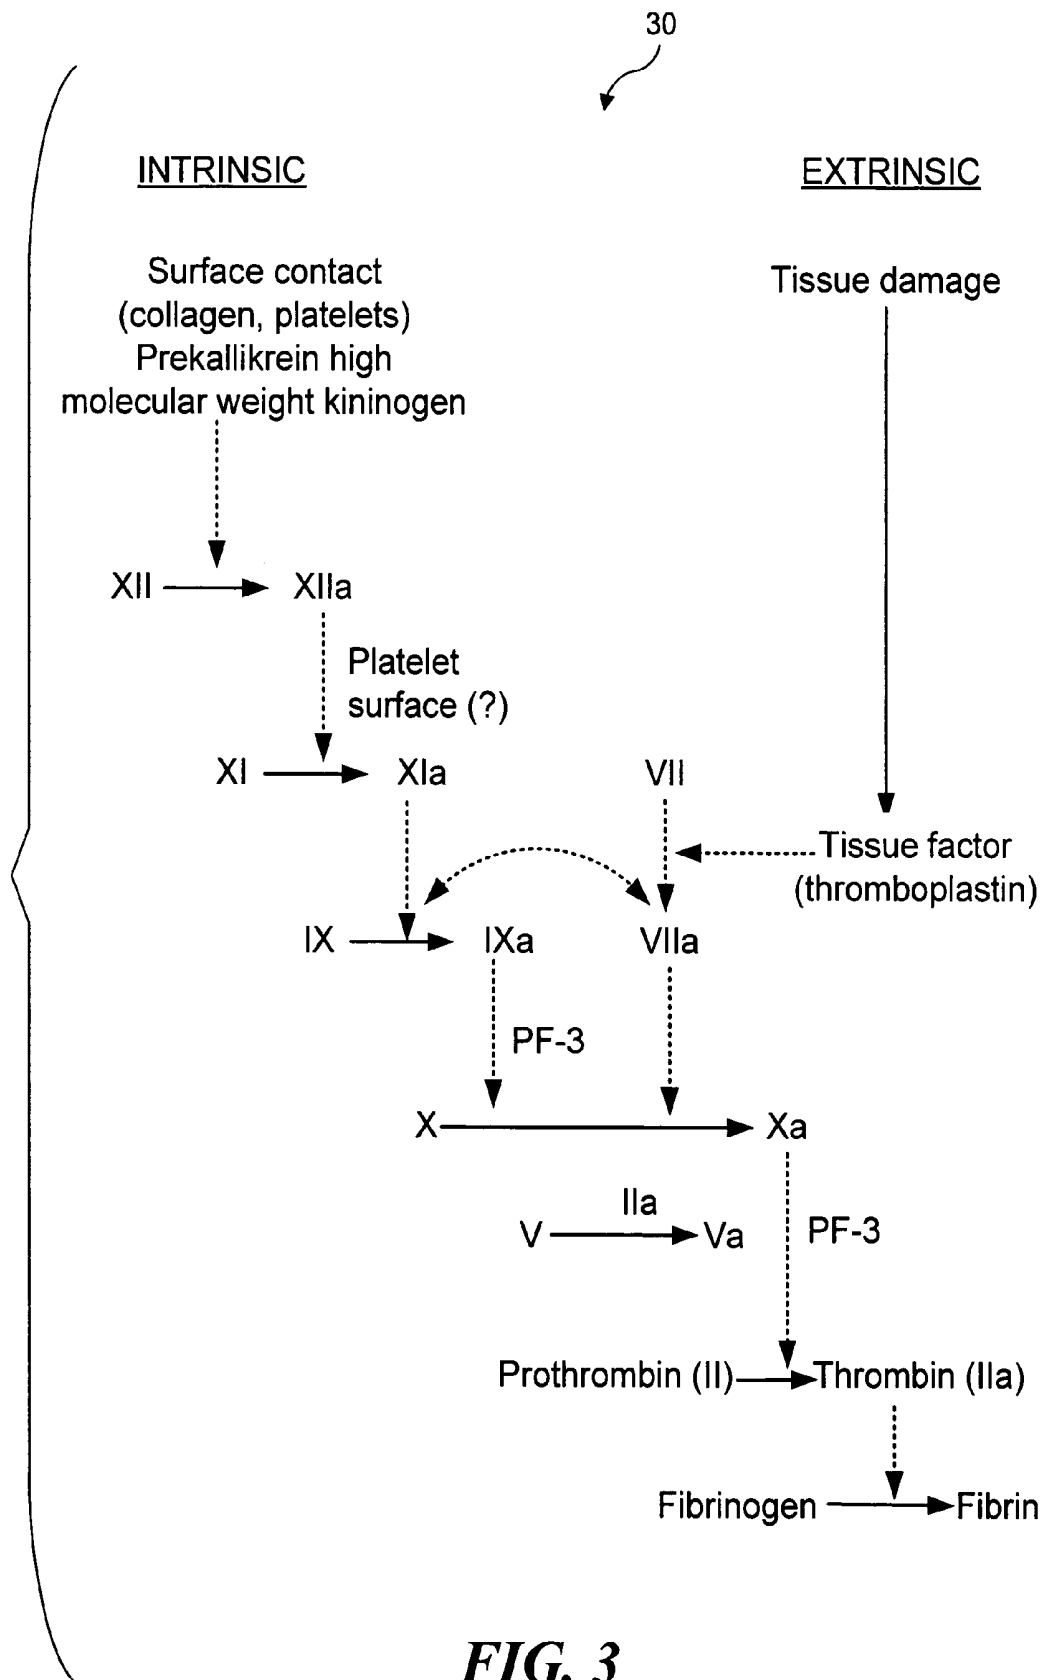 30
INTRINSIC
EXTRINSIC
Surface contact
(collagen, platelets)
Prekallikrein high
molecular weight kininogen
Tissue damage
XII
XIIa
Platelet
surface (?)
XI
XIa
VII
Tissue factor
(thromboplastin)
IX
IXa
VIIa
PF-3
X
Xa
IIa
V
Va
PF-3
Prothrombin (II)
Thrombin (IIa)
Fibrinogen
Fibrin
FIG. 3